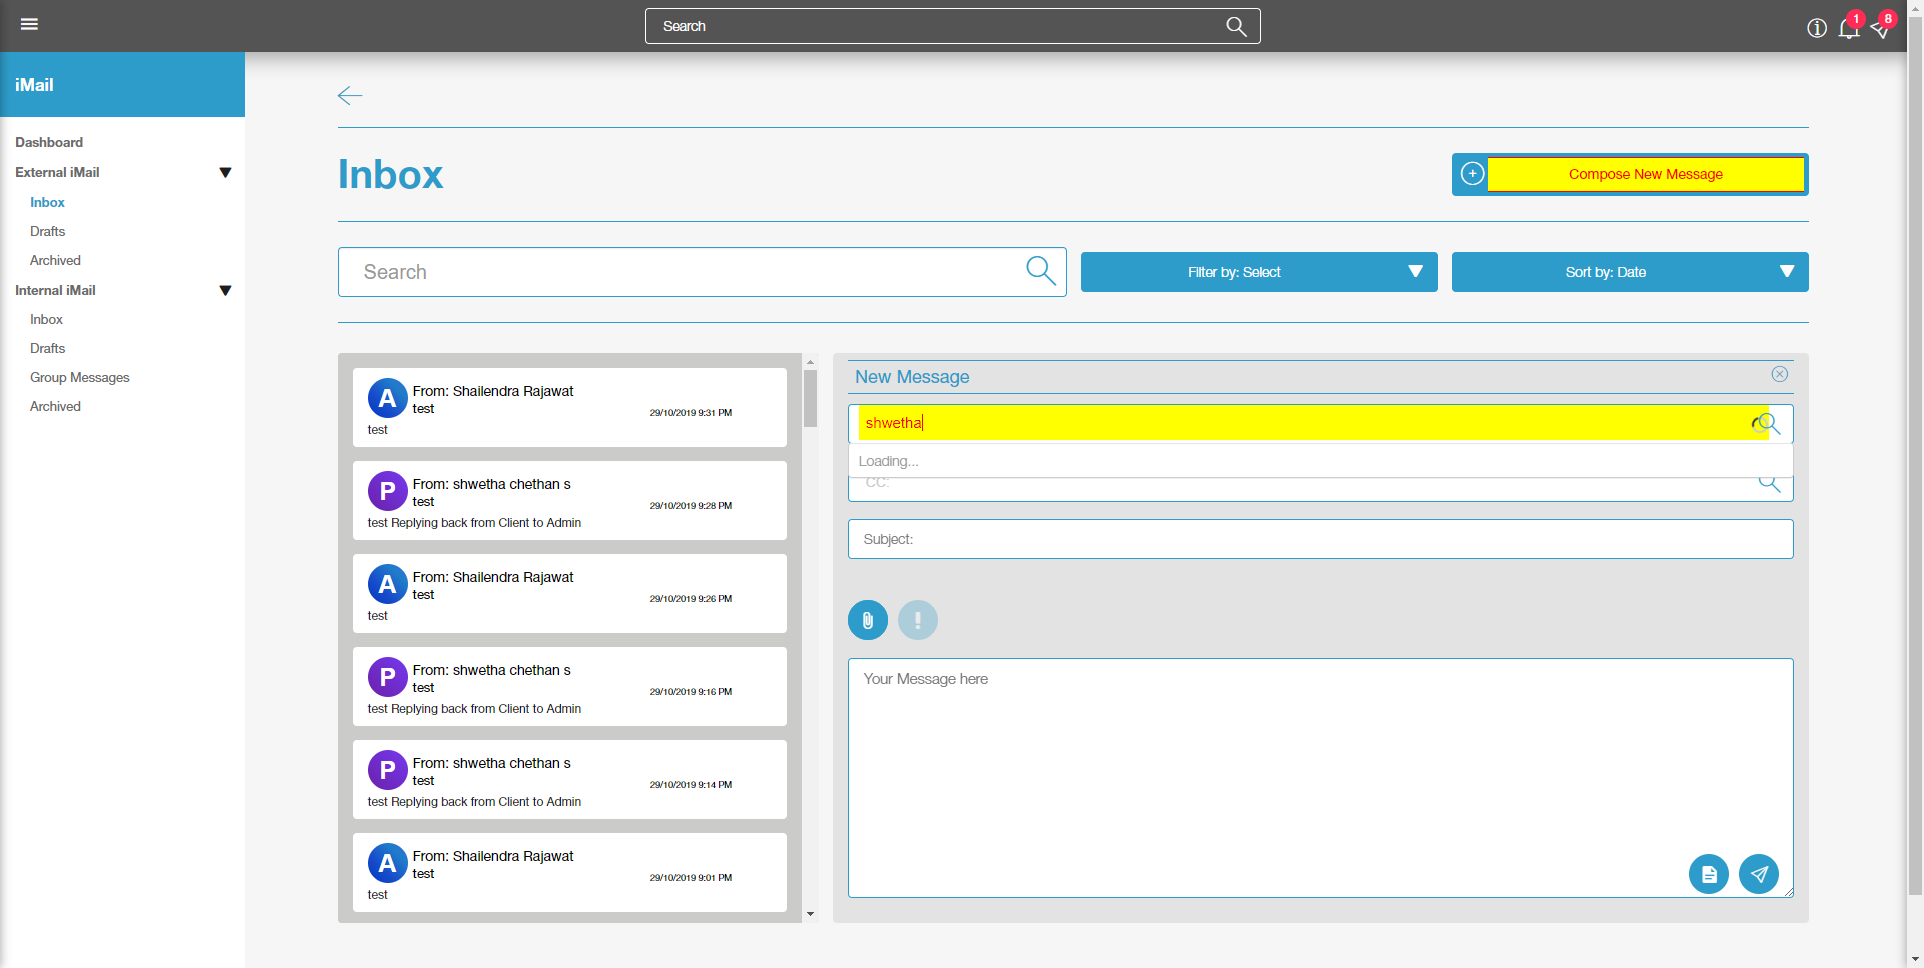 Search
1
8
iMail
Dashboard
External iMail
Inbox
Drafts
Archived
Internal iMail
Inbox
Drafts
Group Messages
Archived
Inbox
Compose New Message
Search
Filter by: Select
Sort by: Date
A
From: Shailendra Rajawat
test
29/10/2019 9:31 PM
test
P
From: shwetha chethan s
test
29/10/2019 9:28 PM
test Replying back from Client to Admin
A
From: Shailendra Rajawat
test
29/10/2019 9:26 PM
test
P
From: shwetha chethan s
test
29/10/2019 9:16 PM
test Replying back from Client to Admin
P
From: shwetha chethan s
test
29/10/2019 9:14 PM
test Replying back from Client to Admin
A
From: Shailendra Rajawat
test
29/10/2019 9:01 PM
test
New Message
shwetha
Loading...
CC:
Subject:
Your Message here